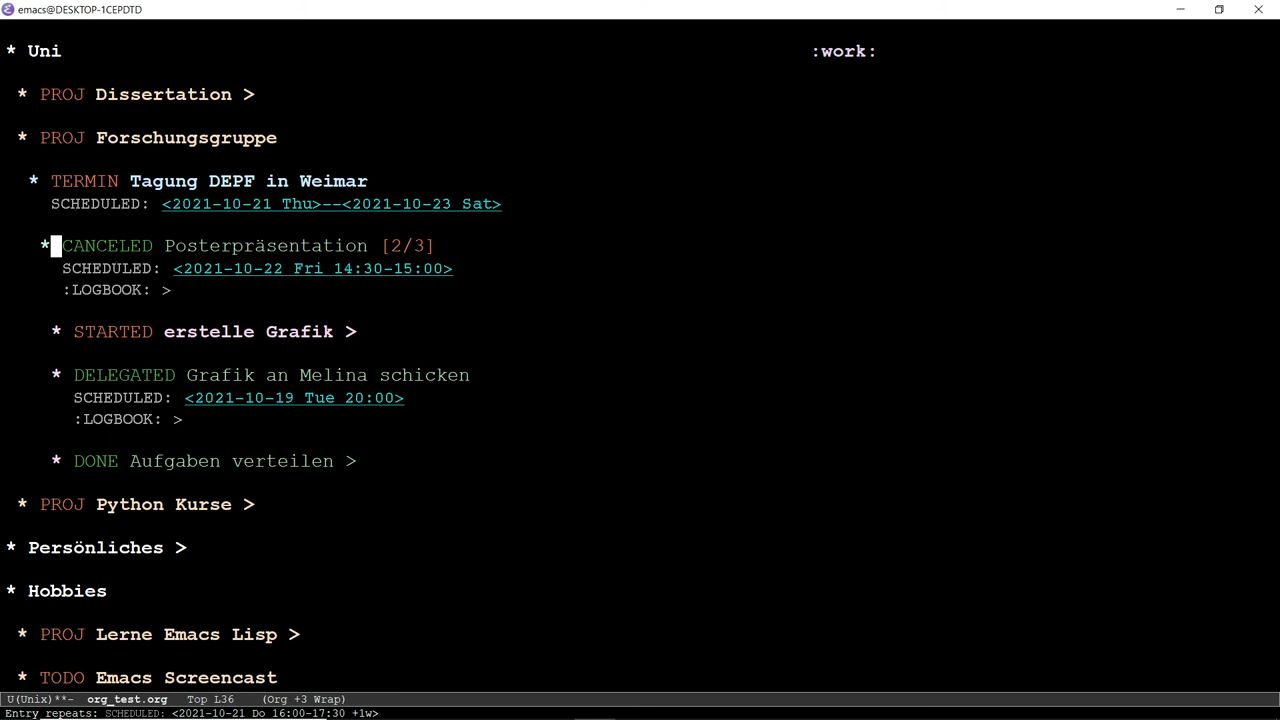 emacs@DESKTOP-1CEPDTD
* Uni :work:
* PROJ Dissertation >
* PROJ Forschungsgruppe
* TERMIN Tagung DEPF in Weimar
SCHEDULED: <2021-10-21 Thu>--<2021-10-23 Sat>
* CANCELED Posterpräsentation [2/3]
SCHEDULED: <2021-10-22 Fri 14:30-15:00>
:LOGBOOK: >
* STARTED erstelle Grafik >
* DELEGATED Grafik an Melina schicken
SCHEDULED: <2021-10-19 Tue 20:00>
:LOGBOOK: >
* DONE Aufgaben verteilen >
* PROJ Python Kurse >
* Persönliches >
* Hobbies
* PROJ Lerne Emacs Lisp >
* TODO Emacs Screencast
U(Unix)**- org_test.org Top L36 (Org +3 Wrap)
Entry repeats: SCHEDULED: <2021-10-21 Do 16:00-17:30 +1w>